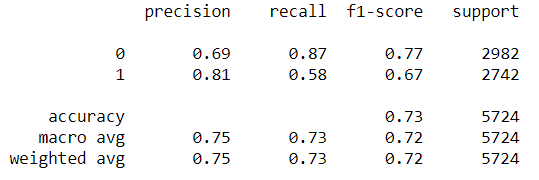 precision recall f1-score support
0 0.69 0.87 0.77 2982
1 0.81 0.58 0.67 2742
accuracy 0.73 5724
macro avg 0.75 0.73 0.72 5724
weighted avg 0.75 0.73 0.72 5724